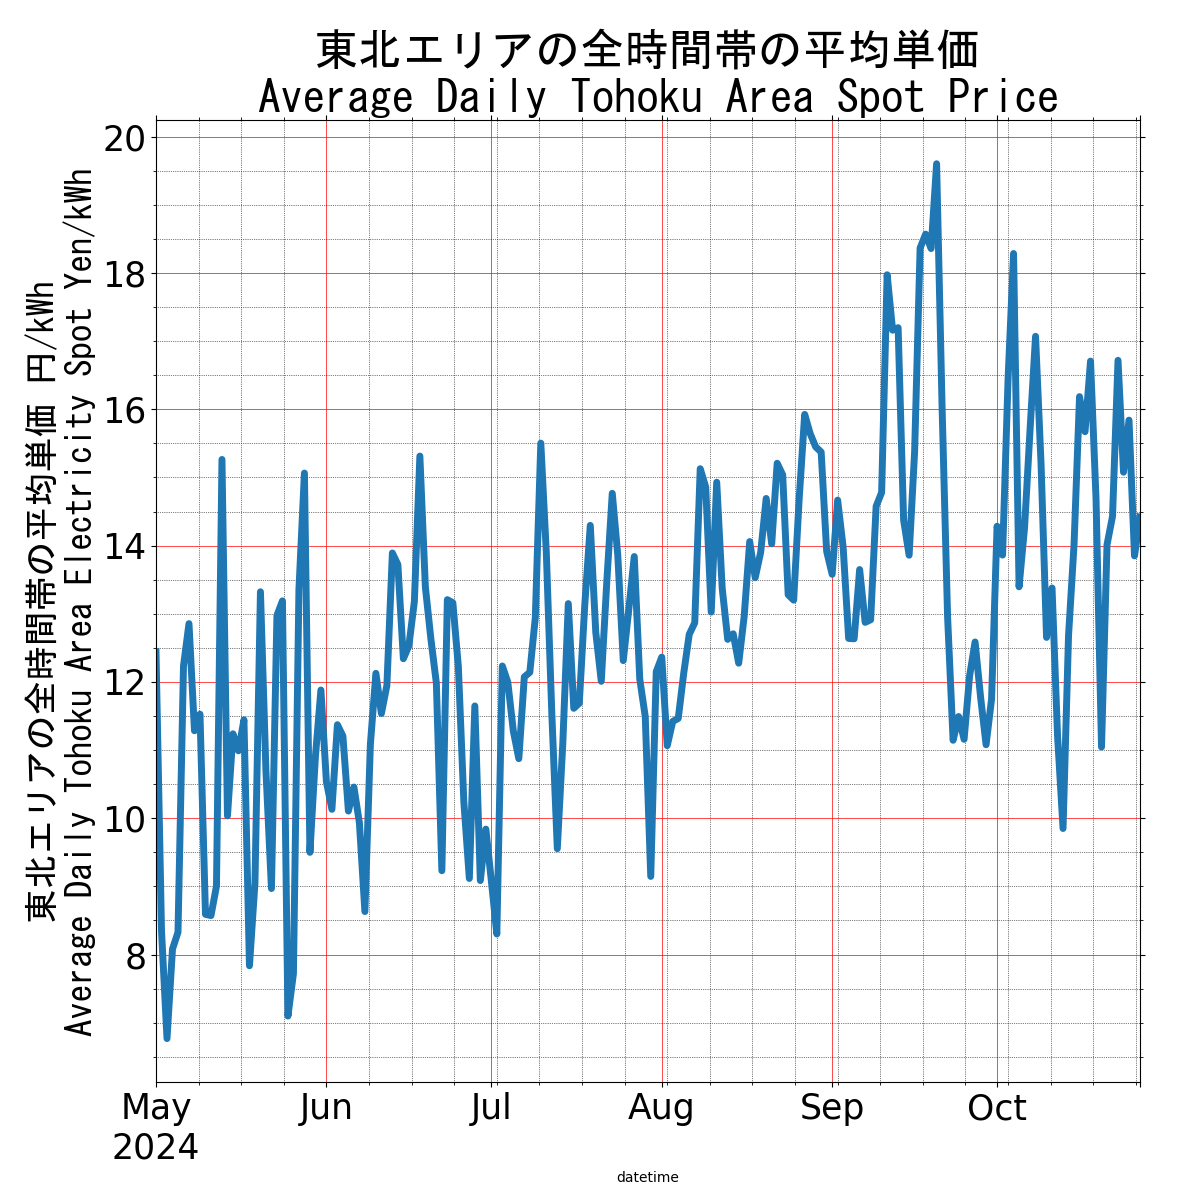 東北エリアの全時間帯の平均単価
Average Daily Tohoku Area Spot Price
東北エリアの全時間帯の平均単価 円/kWh
Average Daily Tohoku Area Electricity Spot Yen/kWh
20
18
16
14
12
10
8
May
2024
Jun
Jul
Aug
Sep
Oct
datetime